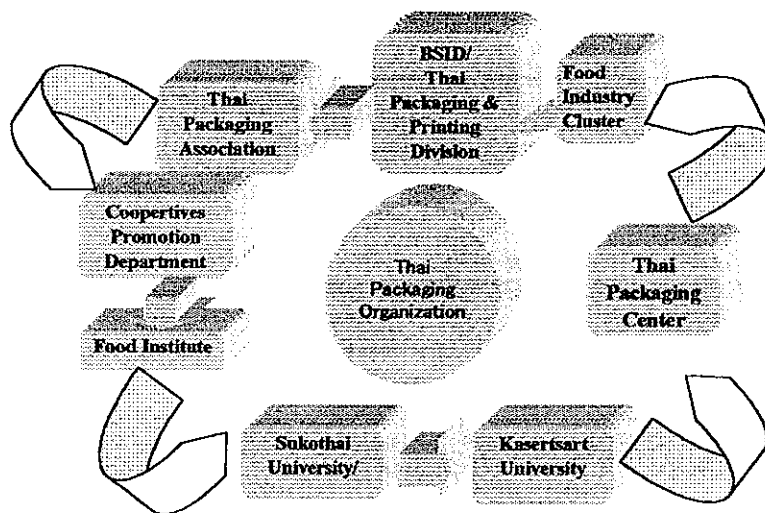 BSID/
Thai
Packaging &
Printing
Division
Food
Industry
Cluster
Thai
Packaging
Association
Coopertives
Promotion
Department
Thai
Packaging
Organization
Thai
Packaging
Center
Food Institute
Sukothai
University/
Kasertsart
University